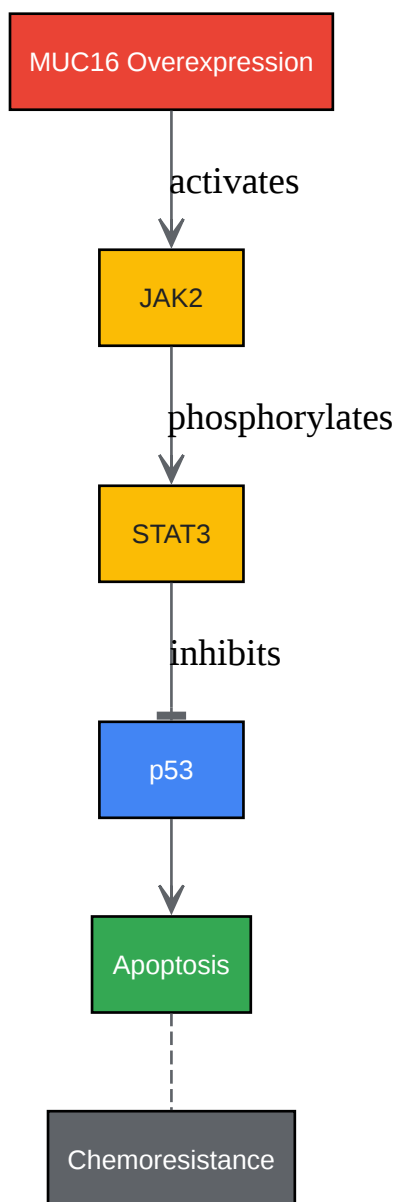 MUC16 Overexpression
activates
JAK2
phosphorylates
STAT3
inhibits
p53
Apoptosis
Chemoresistance